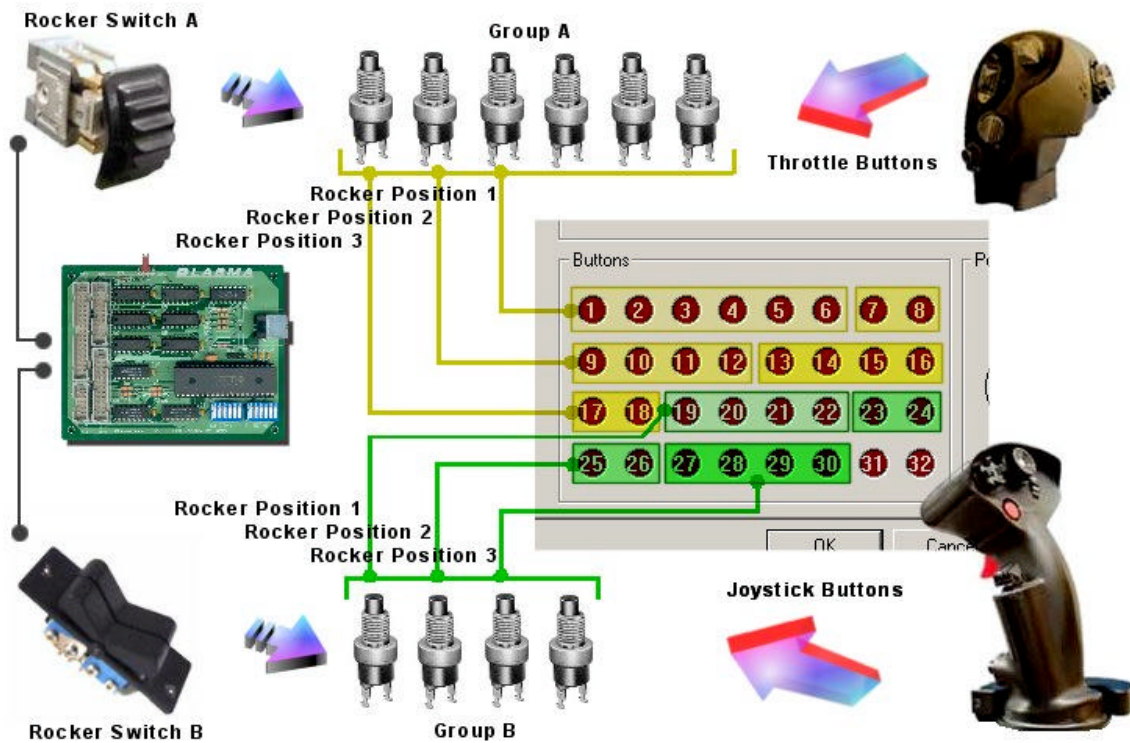 Rocker Switch A
Group A
Throttle Buttons
Rocker Position 1
Rocker Position 2
Rocker Position 3
Buttons
1 2 3 4 5 6 7 8
9 10 11 12 13 14 15 16
17 18 19 20 21 22 23 24
25 26 27 28 29 30 31 32
OK
Rocker Position 1
Rocker Position 2
Rocker Position 3
Joystick Buttons
Rocker Switch B
Group B